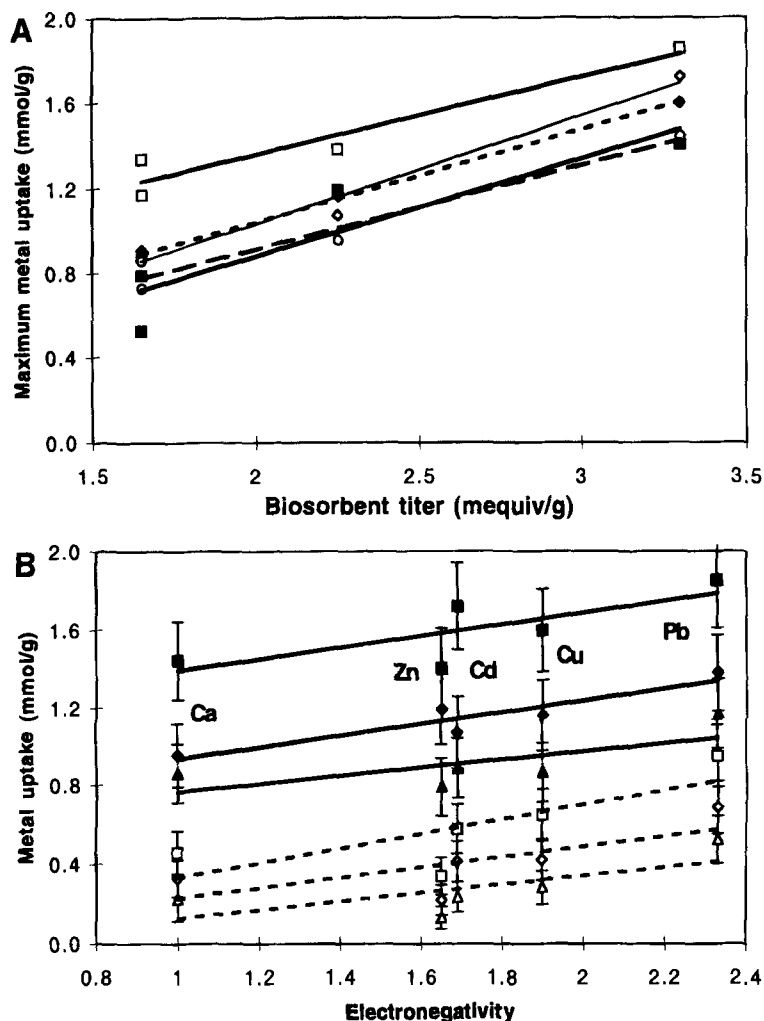 A
Maximum metal uptake (mmol/g)
2.0
1.6
1.2
0.8
0.4
0.0
1.5 2 2.5 3 3.5
Biosorbent titer (mequiv/g)
B
Metal uptake (mmol/g)
2.0
1.6
1.2
0.8
0.4
0.0
Ca Zn Cd Cu Pb
0.8 1 1.2 1.4 1.6 1.8 2 2.2 2.4
Electronegativity